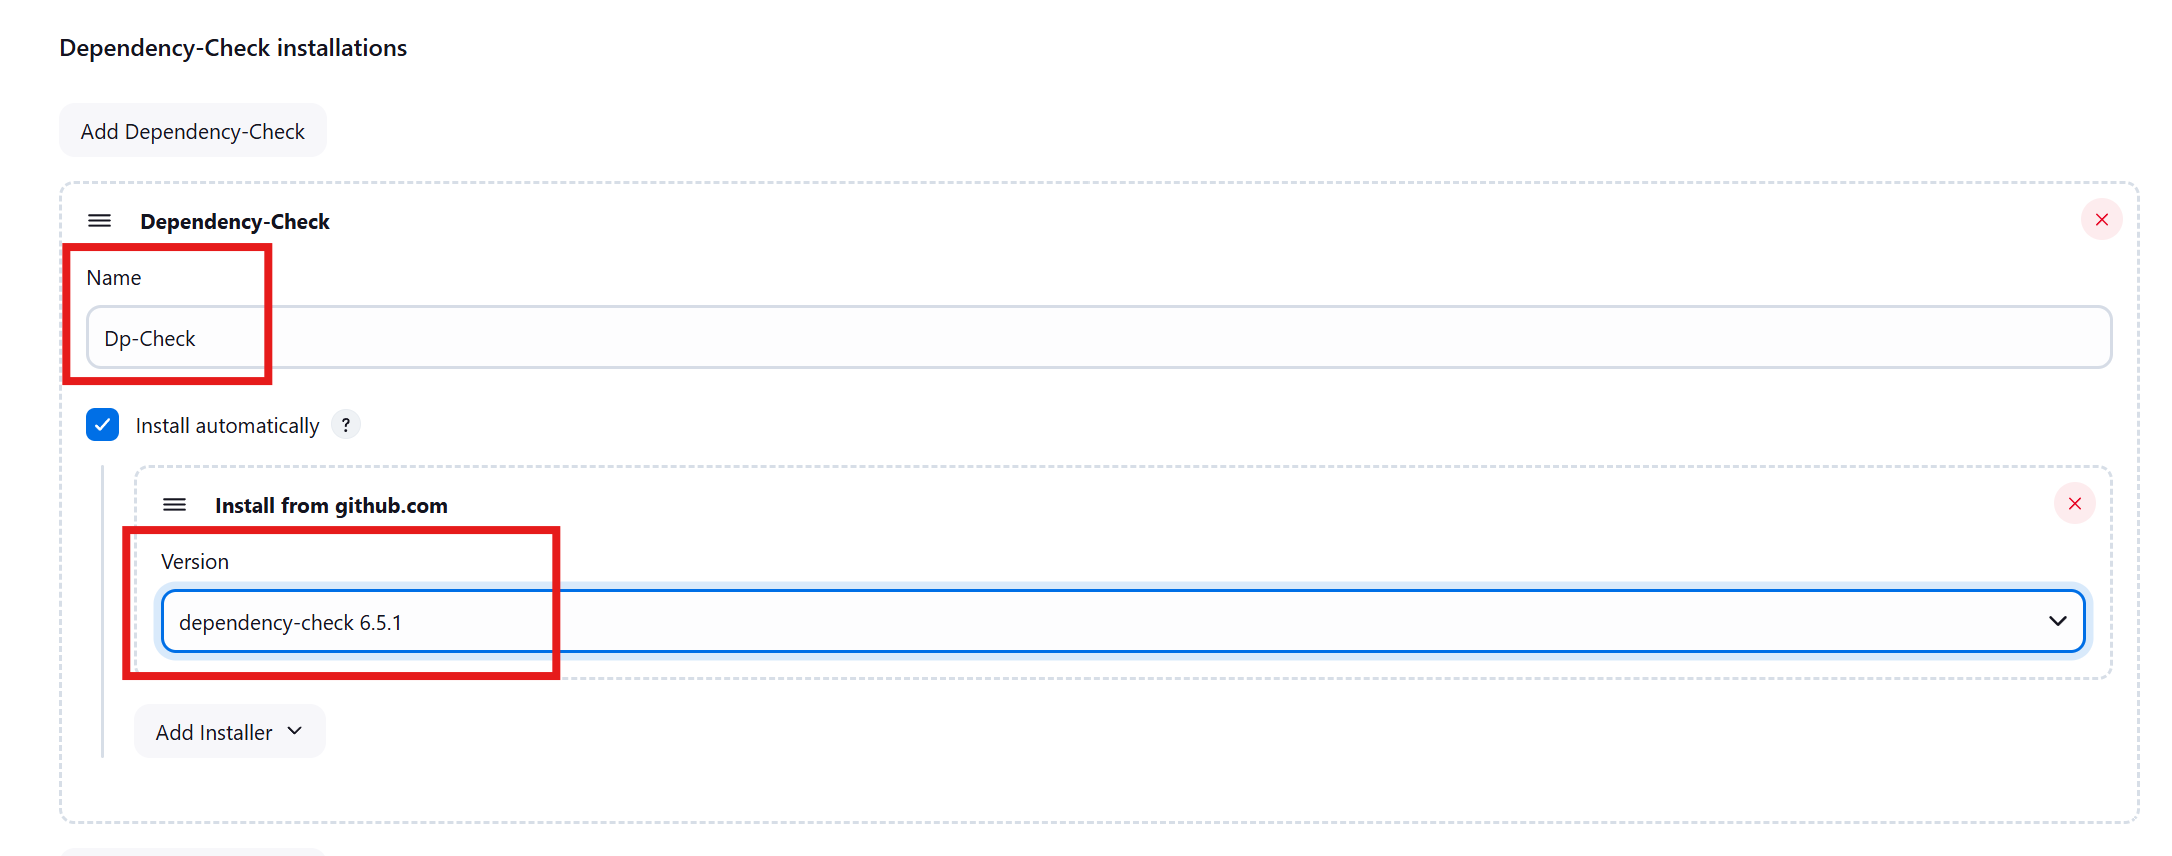 Dependency-Check installations
Add Dependency-Check
Dependency-Check
Name
Dp-Check
Install automatically ?
Install from github.com
Version
dependency-check 6.5.1
Add Installer